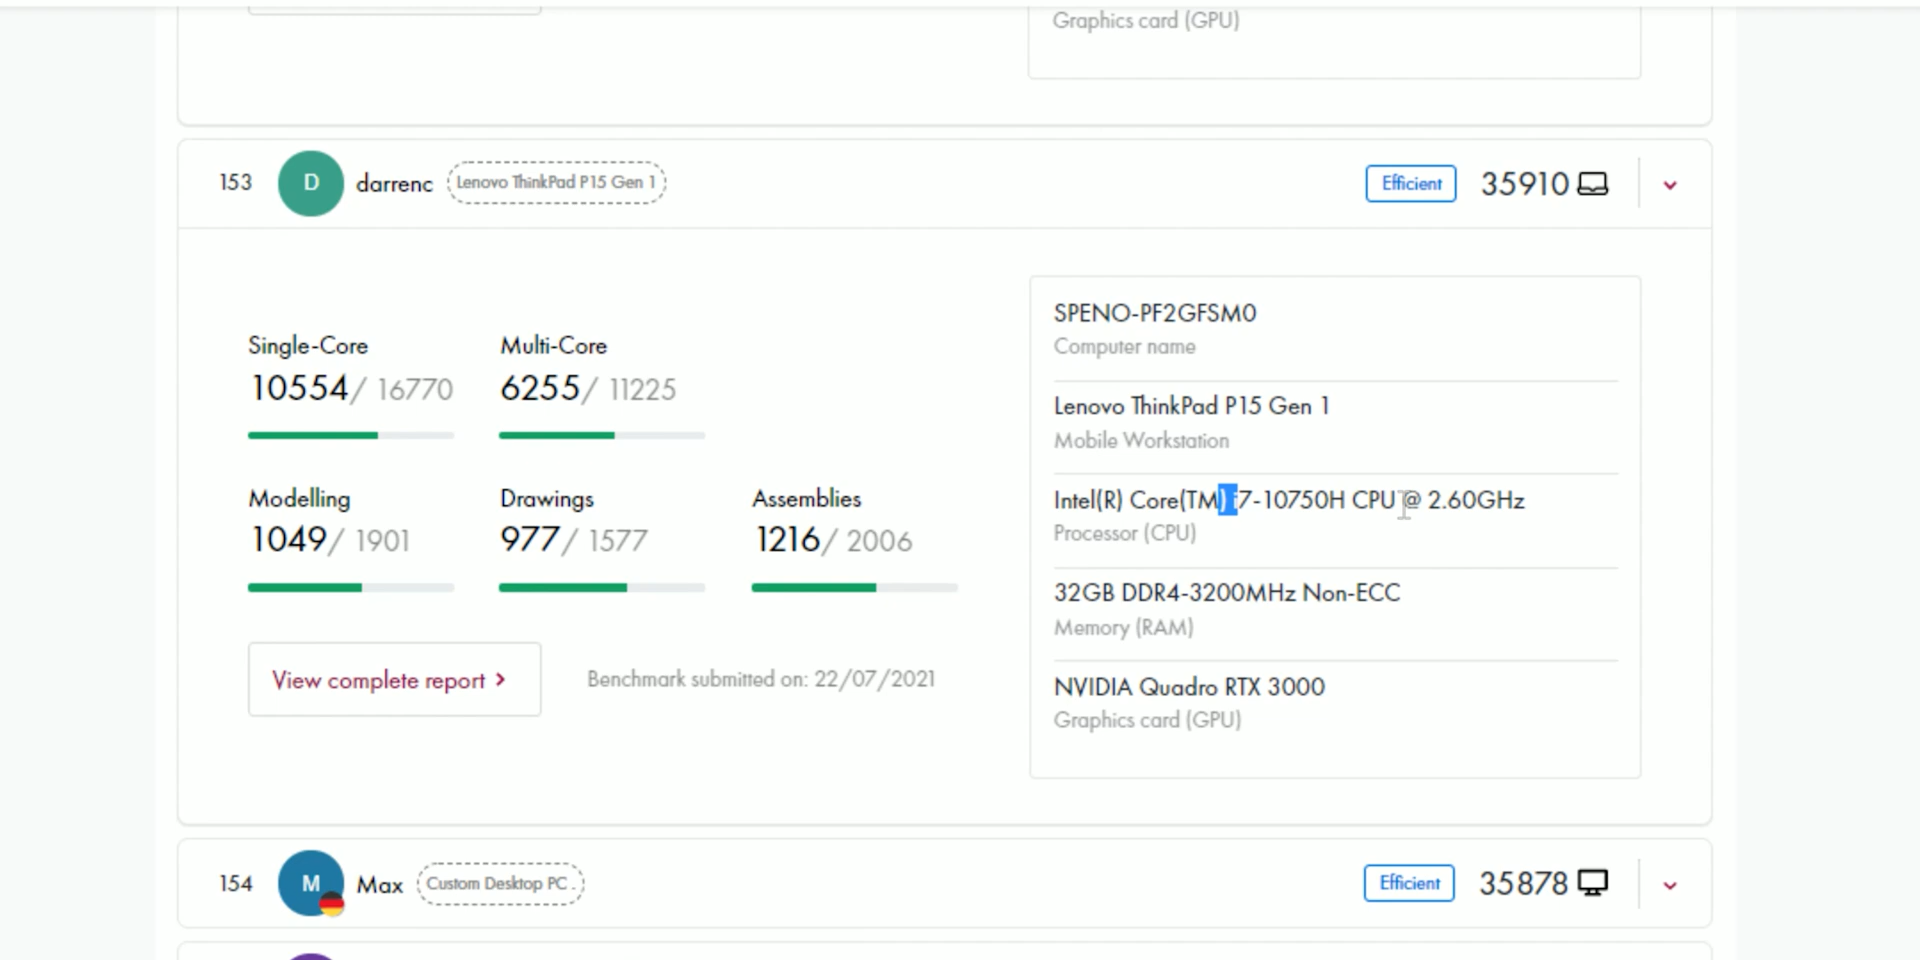 Graphics card (GPU)
153
D
darrenc
Lenovo ThinkPad P15 Gen 1
Efficient
35910
Single-Core
10554/ 16770
Multi-Core
6255/ 11225
Modelling
1049/ 1901
Drawings
977/ 1577
Assemblies
1216/ 2006
View complete report
Benchmark submitted on: 22/07/2021
SPENO-PF2GFSM0
Computer name
Lenovo ThinkPad P15 Gen 1
Mobile Workstation
Intel(R) Core(TM) i7-10750H CPU @ 2.60GHz
Processor (CPU)
32GB DDR4-3200MHz Non-ECC
Memory (RAM)
NVIDIA Quadro RTX 3000
Graphics card (GPU)
154
M
Max
Custom Desktop PC .
Efficient
35878